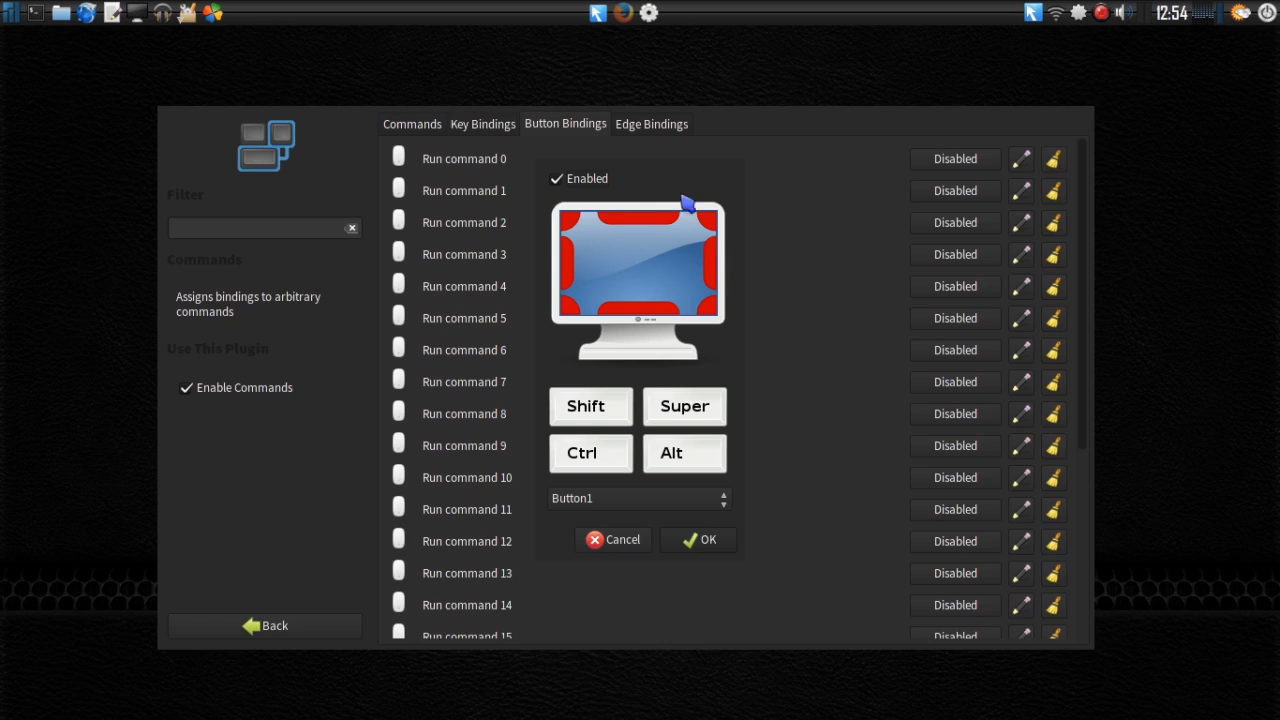 12:54
Commands Key Bindings Button Bindings Edge Bindings
Filter
Commands
Assigns bindings to arbitrary
commands
Use This Plugin
Enable Commands
Back
Run command 0 Disabled
Run command 1 Disabled
Run command 2 Disabled
Run command 3 Disabled
Run command 4 Disabled
Run command 5 Disabled
Run command 6 Disabled
Run command 7 Disabled
Run command 8 Disabled
Run command 9 Disabled
Run command 10 Disabled
Run command 11 Disabled
Run command 12 Disabled
Run command 13 Disabled
Run command 14 Disabled
Run command 15 Disabled
Enabled
Shift Super
Ctrl Alt
Button1
Cancel OK